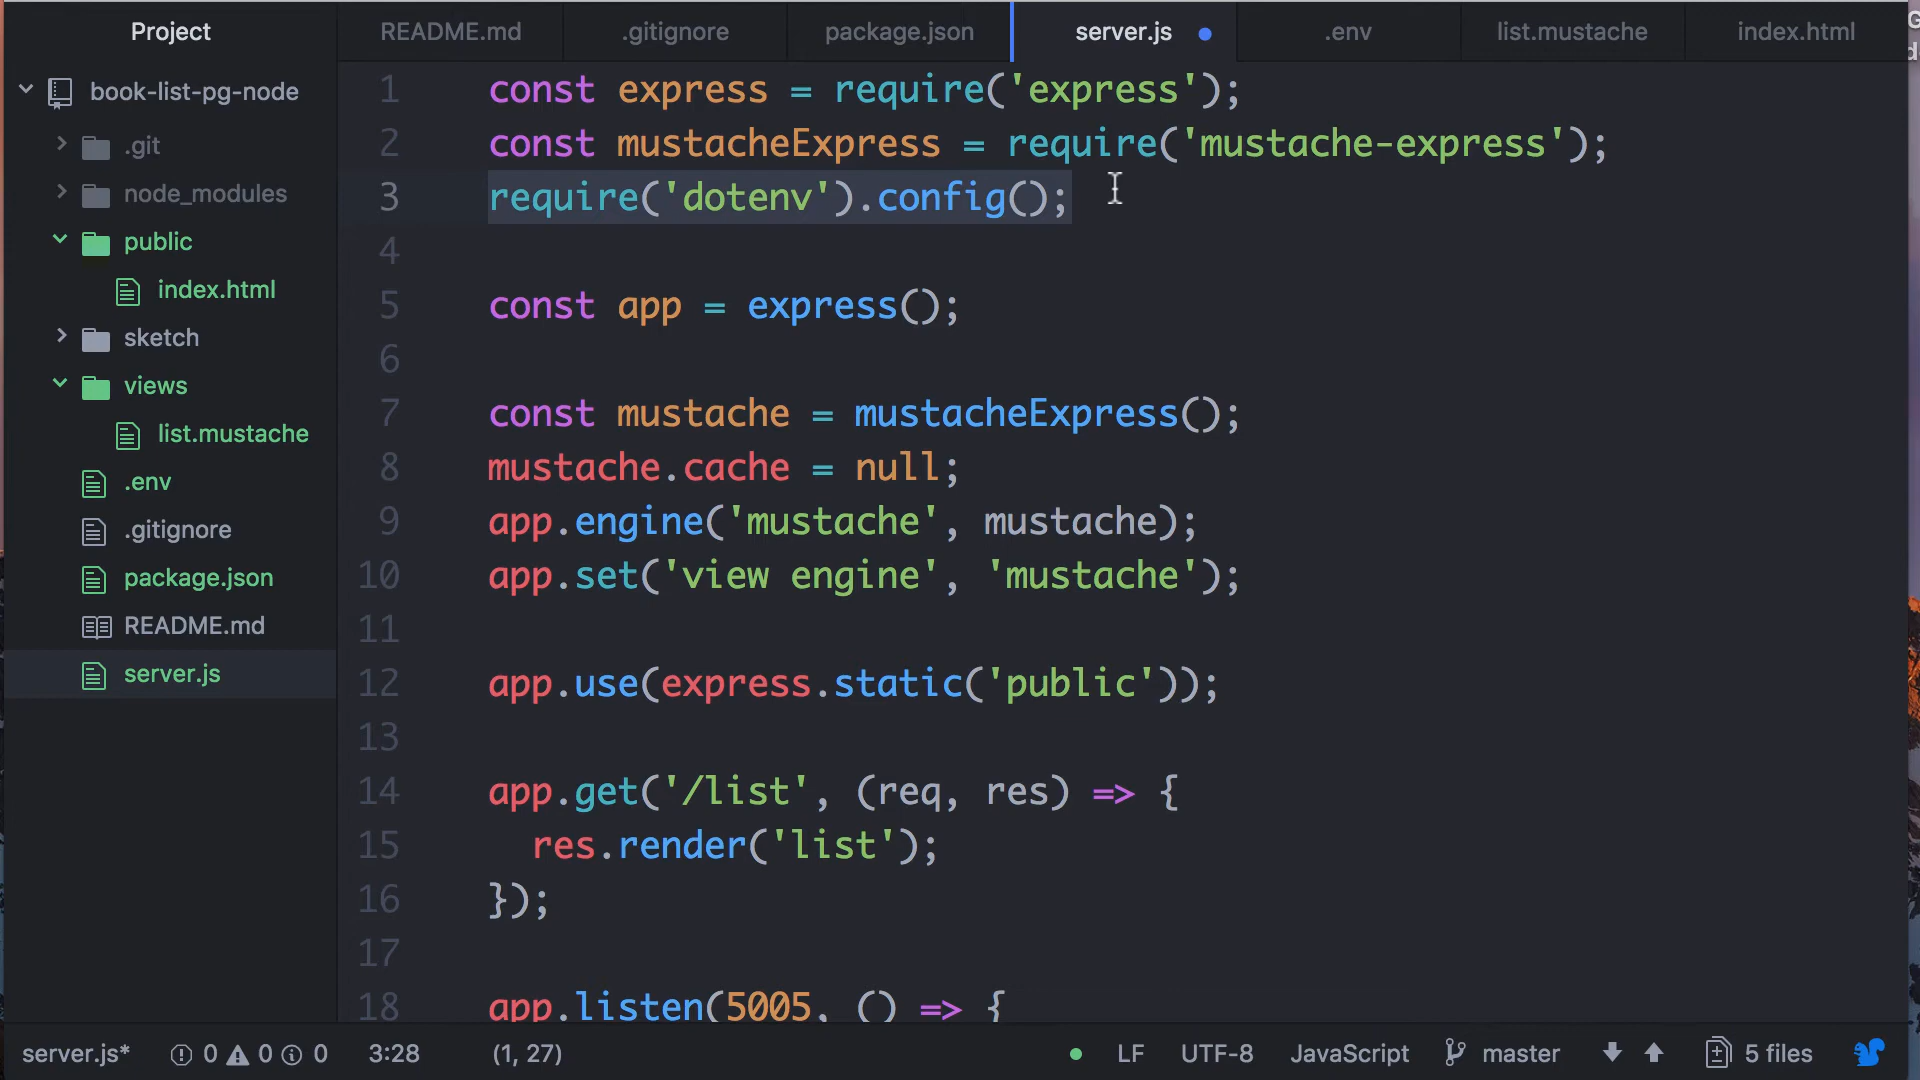 Project
README.md
.gitignore
package.json
server.js
.env
list.mustache
index.html
book-list-pg-node
.git
node_modules
public
index.html
sketch
views
list.mustache
.env
.gitignore
package.json
README.md
server.js
1 const express = require('express');
2 const mustacheExpress = require('mustache-express');
3 require('dotenv').config();
4
5 const app = express();
6
7 const mustache = mustacheExpress();
8 mustache.cache = null;
9 app.engine('mustache', mustache);
10 app.set('view engine', 'mustache');
11
12 app.use(express.static('public'));
13
14 app.get('/list', (req, res) => {
15 res.render('list');
16 });
17
18 app.listen(5005, () => {
server.js* 0 0 0 3:28 (1, 27) LF UTF-8 JavaScript master 5 files